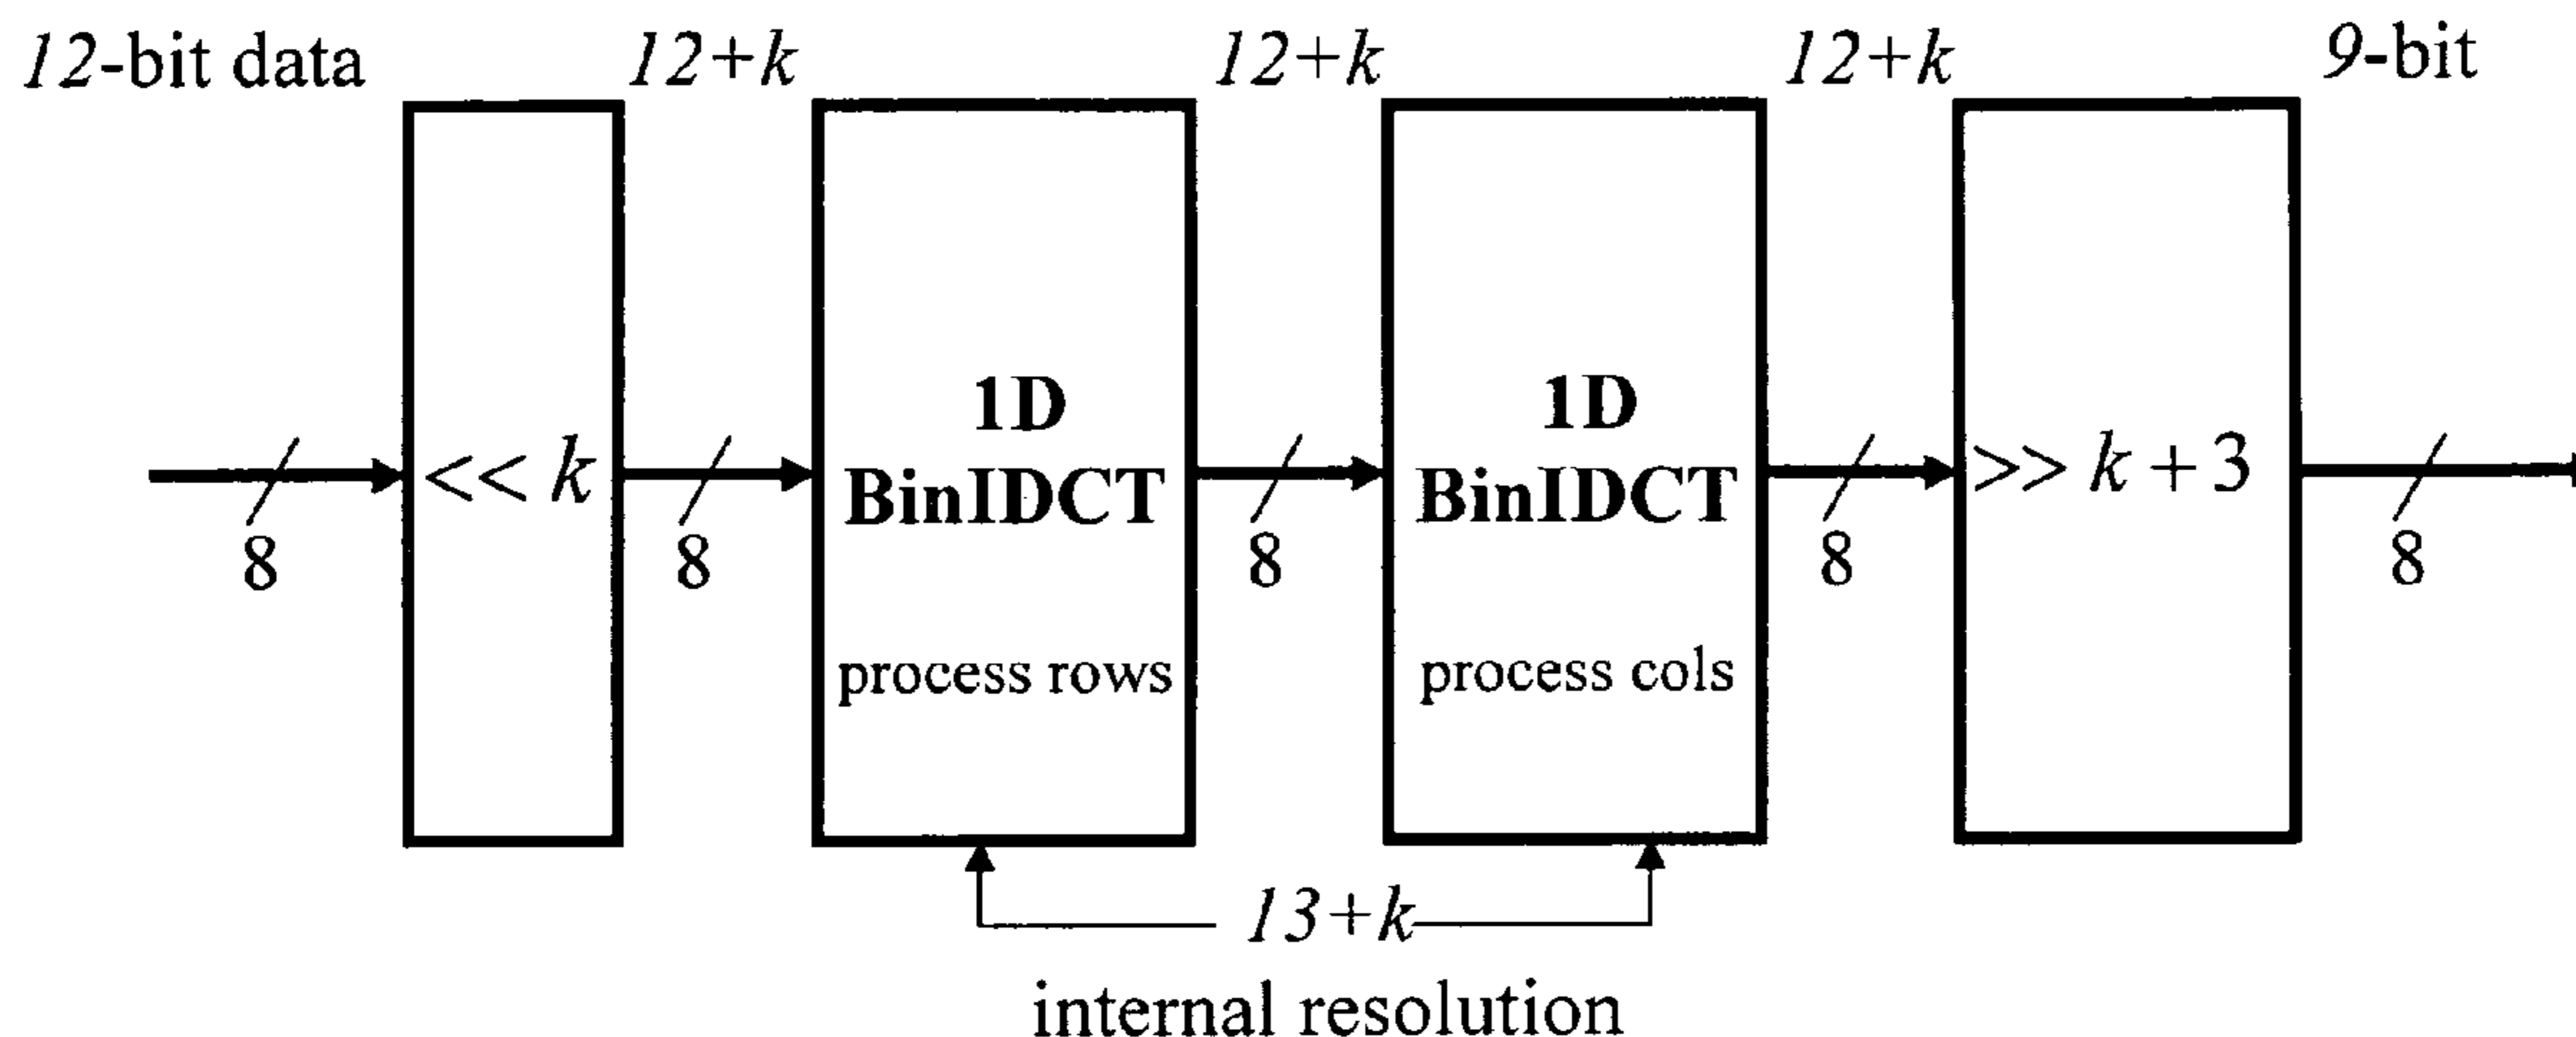 12-bit data
12+k
12+k
12+k
9-bit
<< k
1D
BinIDCT
process rows
1D
BinIDCT
process cols
>> k + 3
8
8
8
8
8
13+k
internal resolution